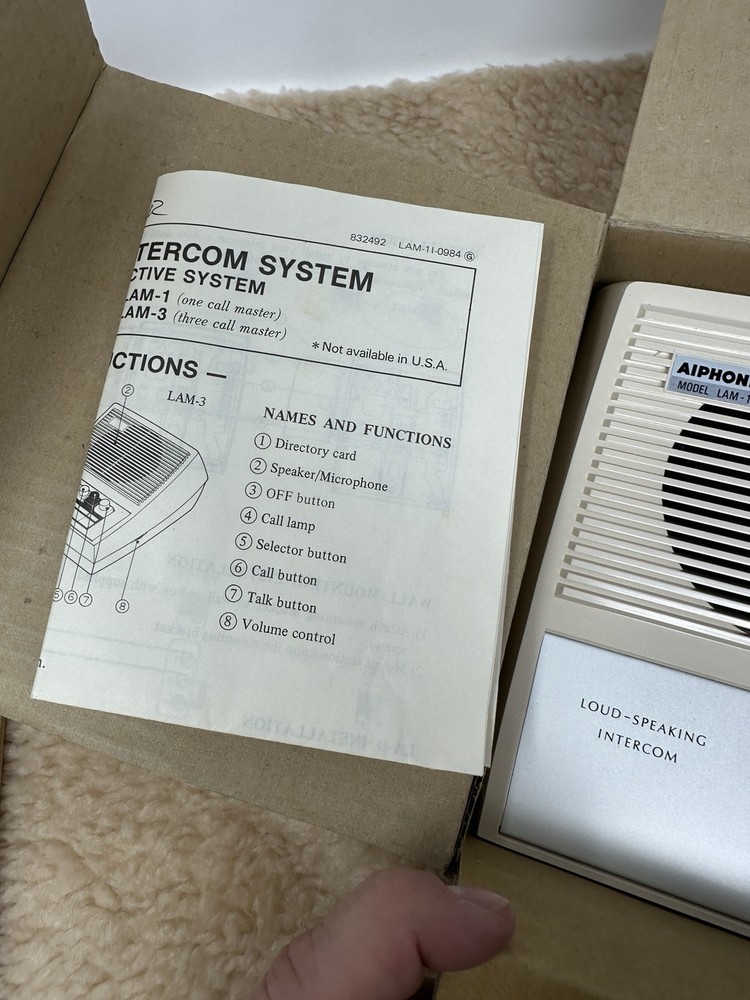 832492 LAM-11-0984 Ⓖ
TERCOM SYSTEM
CTIVE SYSTEM
LAM-1 (one call master)
LAM-3 (three call master)
* Not available in U.S.A.
CTIONS —
②
LAM-3
NAMES AND FUNCTIONS
① Directory card
② Speaker/Microphone
③ OFF button
④ Call lamp
⑤ Selector button
⑥ Call button
⑦ Talk button
⑧ Volume control
⑤⑥⑦ ⑧
AIPHON
MODEL LAM-1
LOUD-SPEAKING
INTERCOM